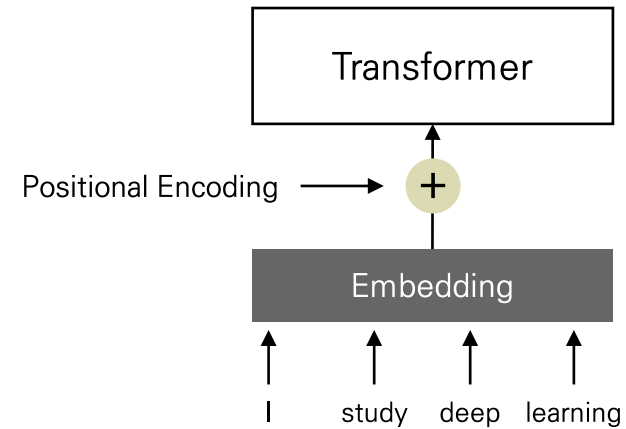 Transformer
Positional Encoding
+
Embedding
I study deep learning